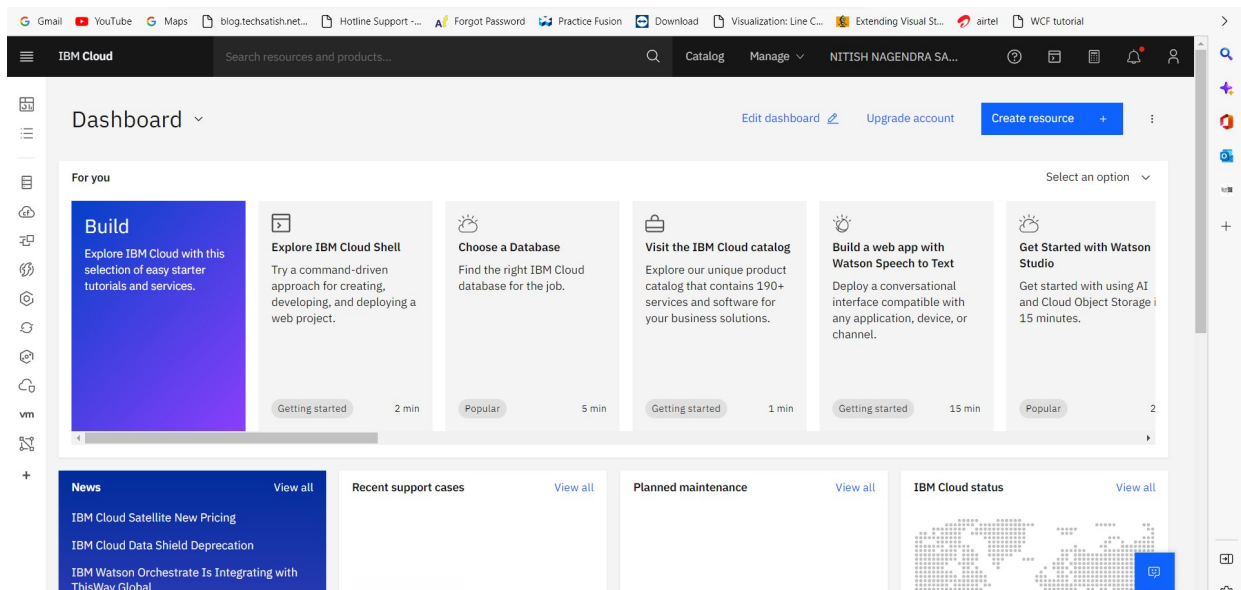 Gmail YouTube Maps blog.techsatish.net... Hotline Support -... Forgot Password Practice Fusion Download Visualization: Line C... Extending Visual St... airtel WCF tutorial
IBM Cloud Search resources and products... Catalog Manage NITISH NAGENDRA SA...
Dashboard Edit dashboard Upgrade account Create resource +
For you Select an option
Build
Explore IBM Cloud with this
selection of easy starter
tutorials and services.
Explore IBM Cloud Shell
Try a command-driven
approach for creating,
developing, and deploying a
web project.
Getting started 2 min
Choose a Database
Find the right IBM Cloud
database for the job.
Popular 5 min
Visit the IBM Cloud catalog
Explore our unique product
catalog that contains 190+
services and software for
your business solutions.
Getting started 1 min
Build a web app with
Watson Speech to Text
Deploy a conversational
interface compatible with
any application, device, or
channel.
Getting started 15 min
Get Started with Watson
Studio
Get started with using AI
and Cloud Object Storage i
15 minutes.
Popular 2
vm
News View all
IBM Cloud Satellite New Pricing
IBM Cloud Data Shield Deprecation
IBM Watson Orchestrate Is Integrating with
ThisWay Global
Recent support cases View all
Planned maintenance View all
IBM Cloud status View all